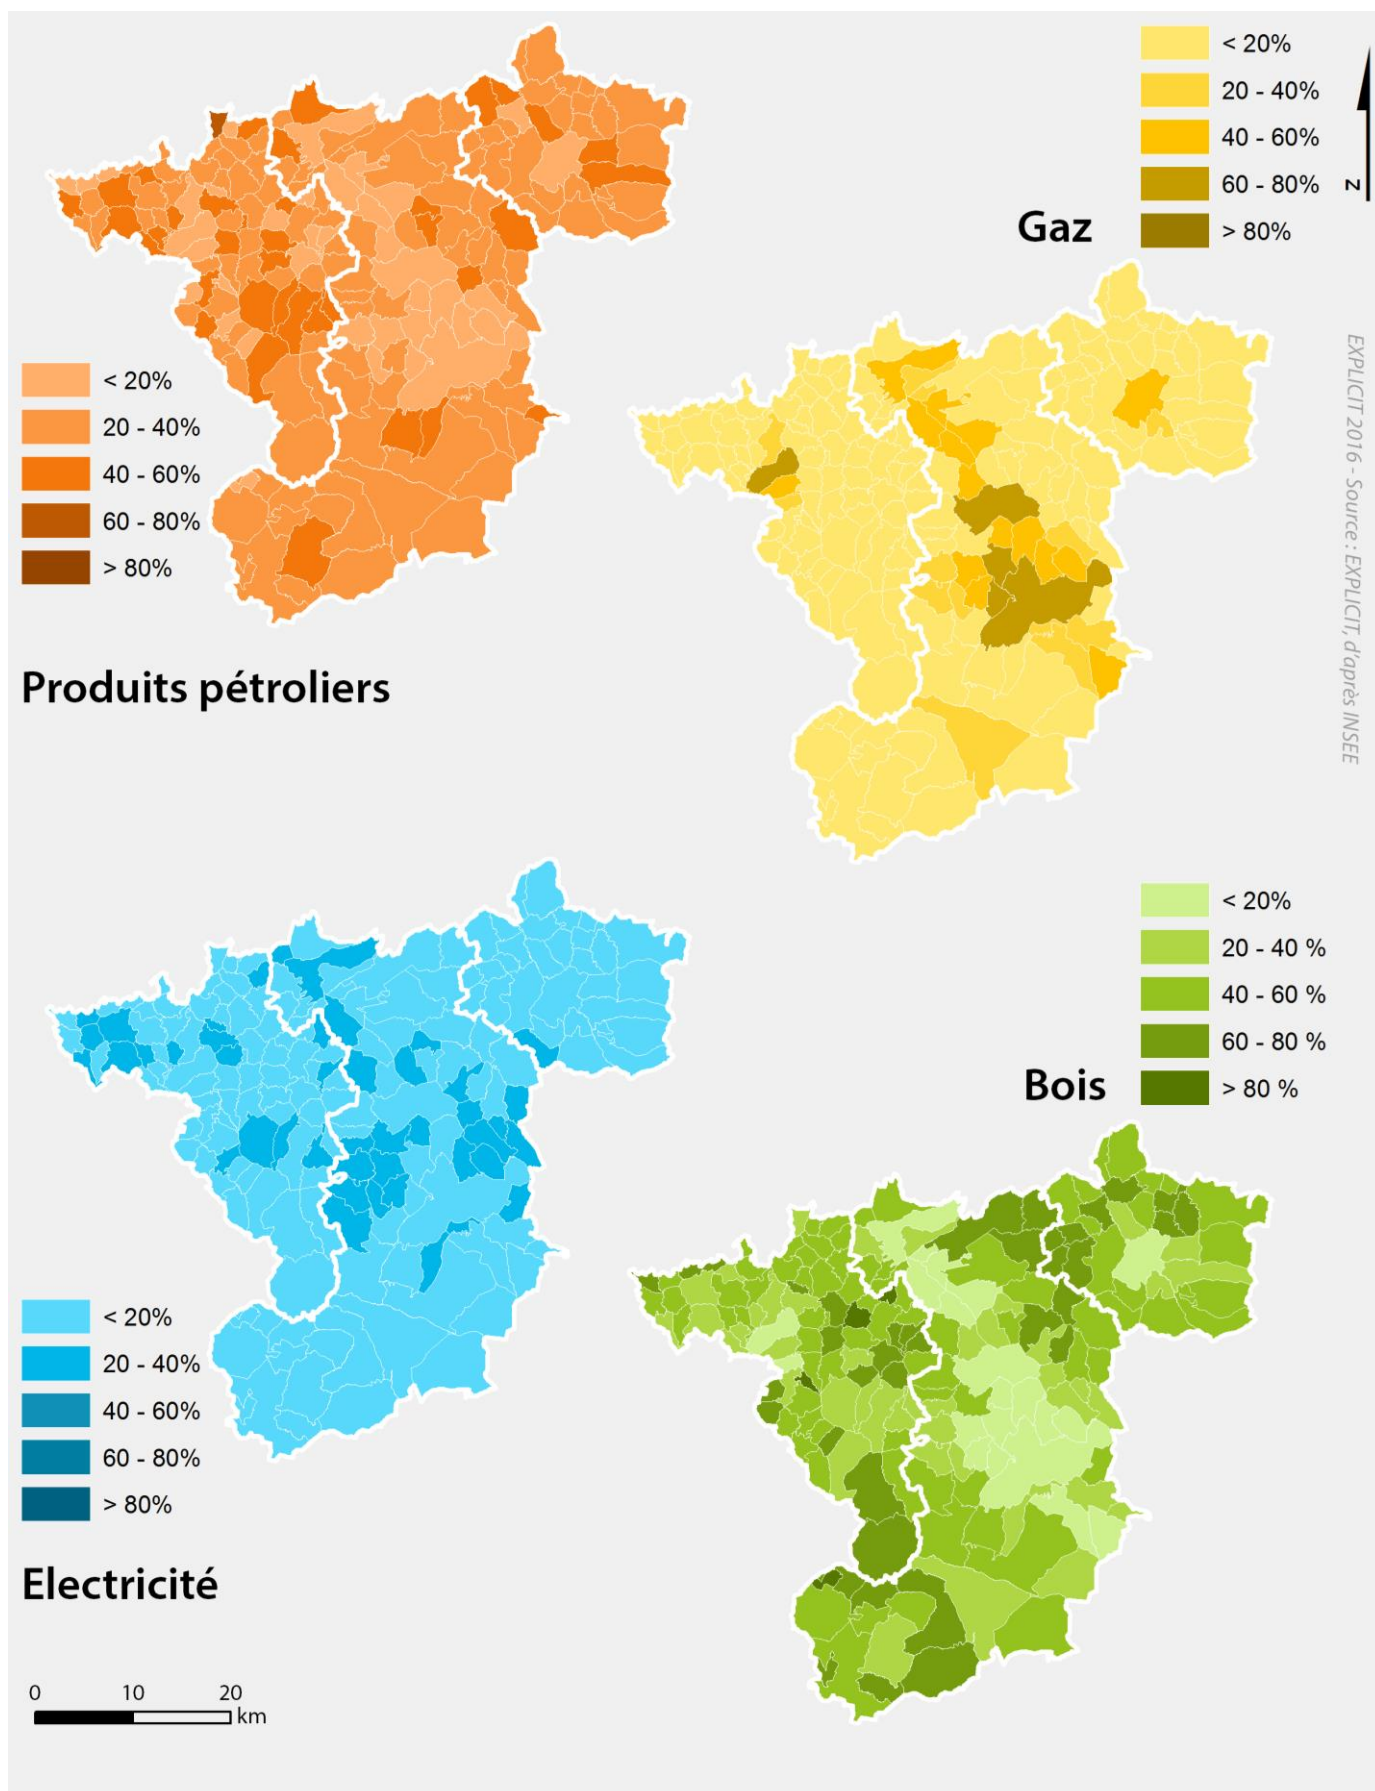 < 20%
20 - 40%
40 - 60%
60 - 80%
> 80%
Gaz
N
EXPLICIT 2016 - Source : EXPLICIT, d'après INSEE
< 20%
20 - 40%
40 - 60%
60 - 80%
> 80%
Produits pétroliers
< 20%
20 - 40 %
40 - 60 %
60 - 80 %
> 80 %
Bois
< 20%
20 - 40%
40 - 60%
60 - 80%
> 80%
Electricité
0 10 20
km